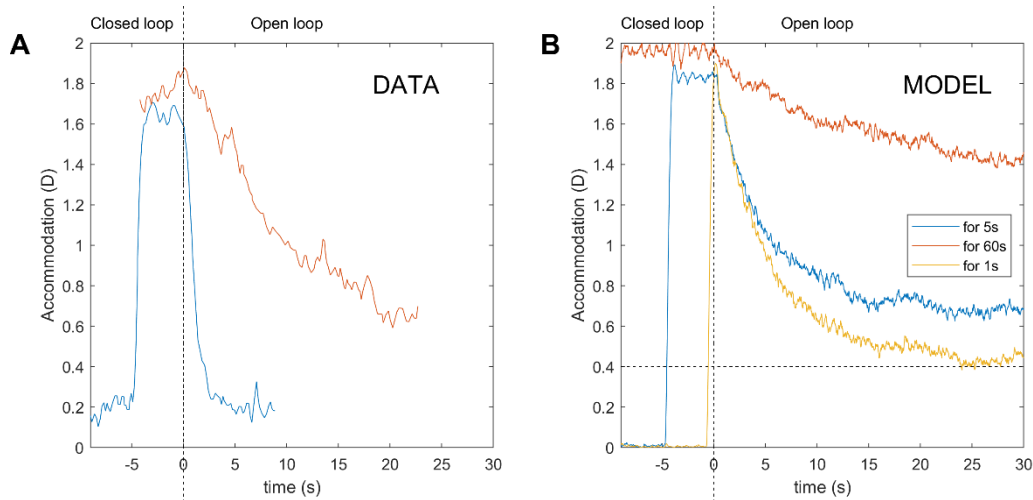 Closed loop
Open loop
A
DATA
Accommodation (D)
2
1.8
1.6
1.4
1.2
1
0.8
0.6
0.4
0.2
0
-5 0 5 10 15 20 25 30
time (s)
Closed loop
Open loop
B
MODEL
Accommodation (D)
2
1.8
1.6
1.4
1.2
1
0.8
0.6
0.4
0.2
0
for 5s
for 60s
for 1s
-5 0 5 10 15 20 25 30
time (s)